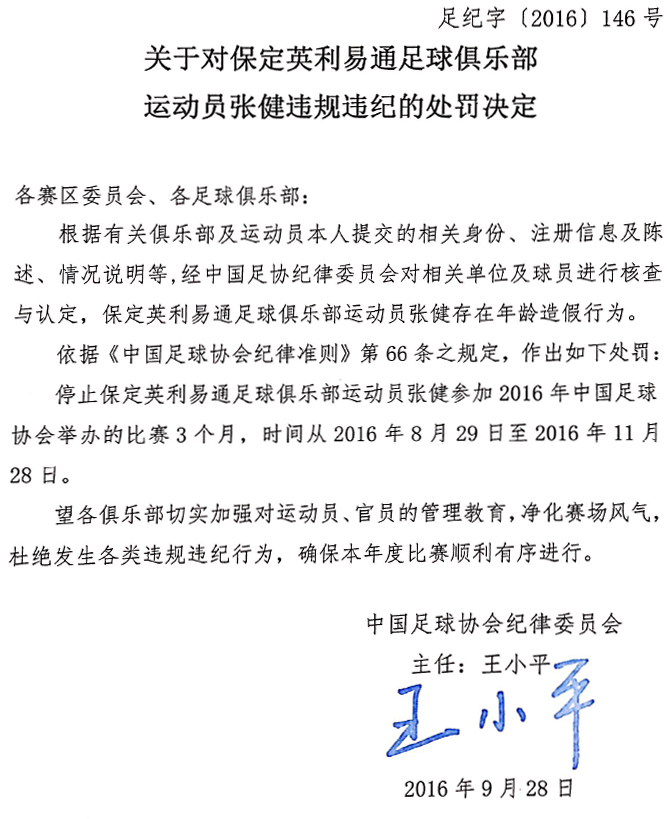 足纪字〔2016〕146 号
关于对保定英利易通足球俱乐部
运动员张健违规违纪的处罚决定
各赛区委员会、各足球俱乐部：
根据有关俱乐部及运动员本人提交的相关身份、注册信息及陈
述、情况说明等,经中国足协纪律委员会对相关单位及球员进行核查
与认定，保定英利易通足球俱乐部运动员张健存在年龄造假行为。
依据《中国足球协会纪律准则》第 66 条之规定，作出如下处罚：
停止保定英利易通足球俱乐部运动员张健参加 2016 年中国足球
协会举办的比赛 3 个月，时间从 2016 年 8 月 29 日至 2016 年 11 月
28 日。
望各俱乐部切实加强对运动员、官员的管理教育,净化赛场风气，
杜绝发生各类违规违纪行为，确保本年度比赛顺利有序进行。
中国足球协会纪律委员会
主任：王小平
王小平
2016 年 9 月 28 日